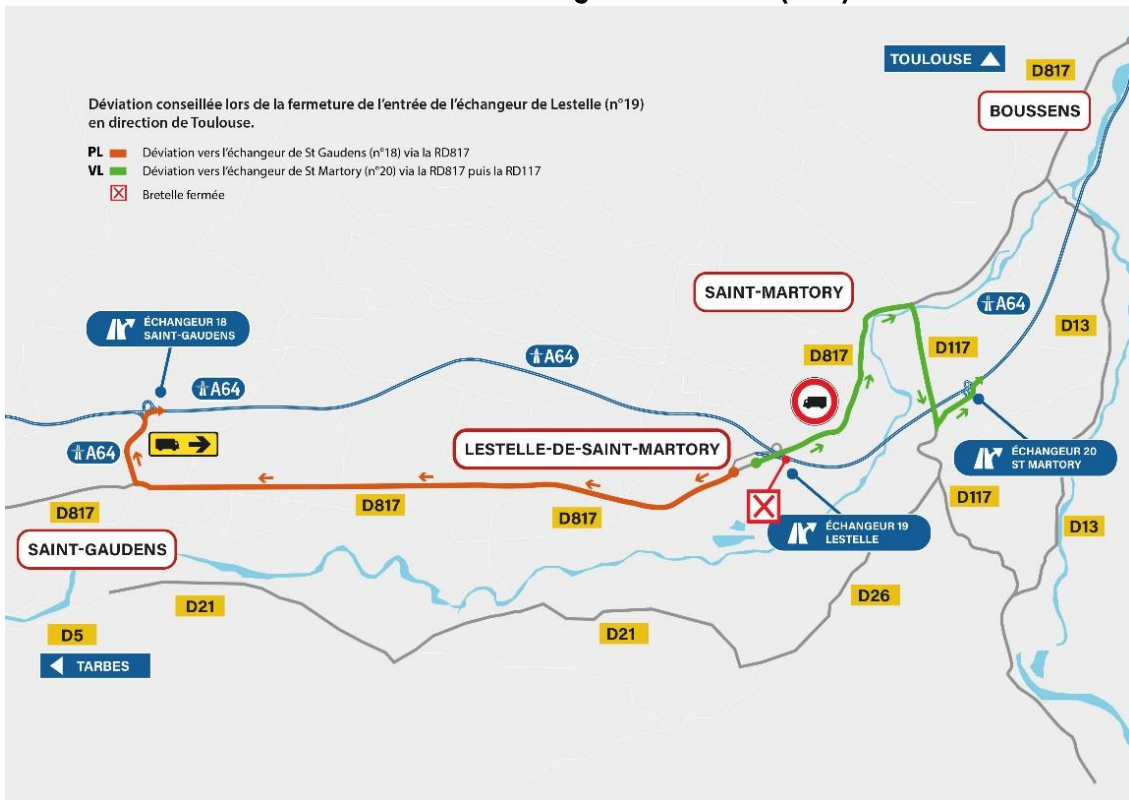 TOULOUSE
D817
BOUSSENS
Déviation conseillée lors de la fermeture de l'entrée de l'échangeur de Lestelle (n°19)
en direction de Toulouse.
PL Déviation vers l'échangeur de St Gaudens (n°18) via la RD817
VL Déviation vers l'échangeur de St Martory (n°20) via la RD817 puis la RD117
Bretelle fermée
SAINT-MARTORY
A64
ÉCHANGEUR 18
SAINT-GAUDENS
D13
D817
D117
A64
A64
A64
LESTELLE-DE-SAINT-MARTORY
ÉCHANGEUR 20
ST MARTORY
D817
D817
D817
D117
ÉCHANGEUR 19
LESTELLE
D13
SAINT-GAUDENS
D21
D26
D5
D21
TARBES